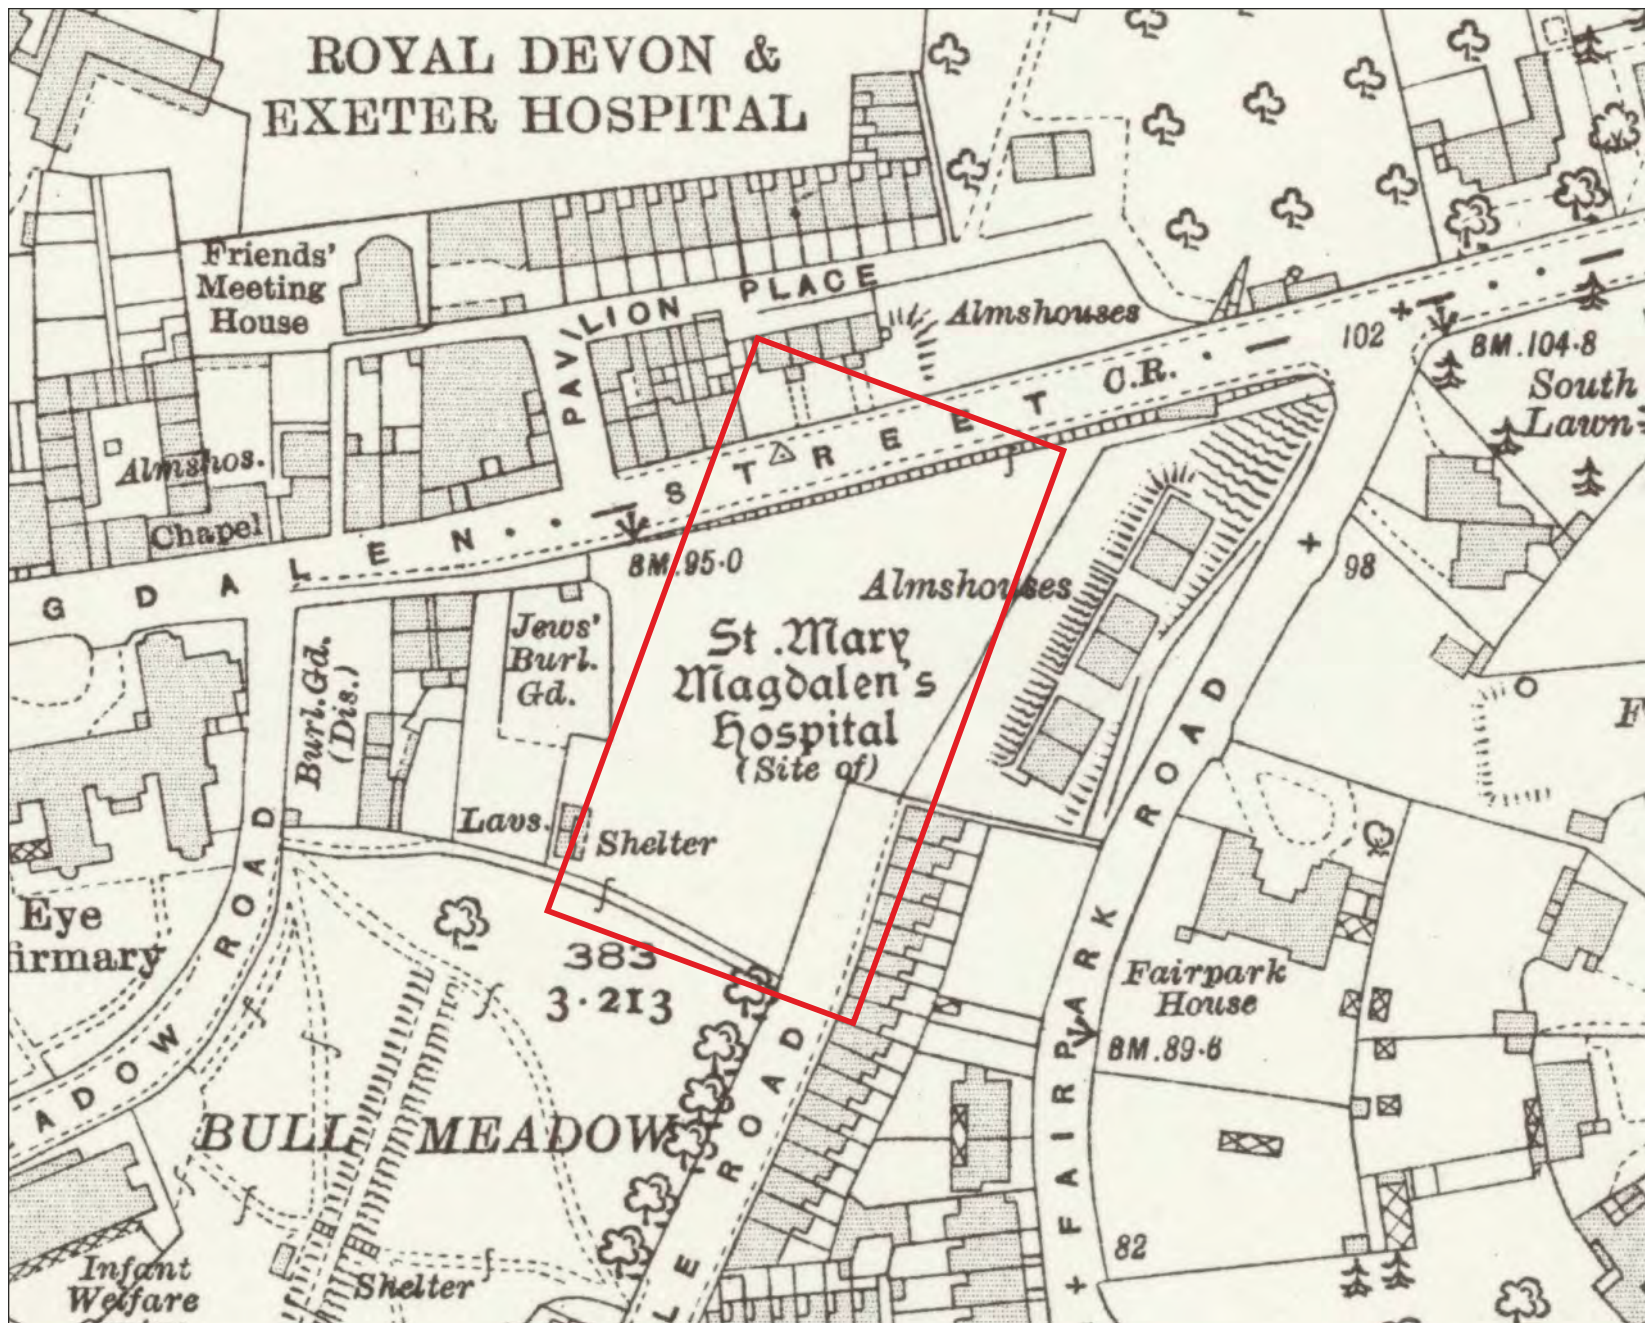 ROYAL DEVON &
EXETER HOSPITAL
Friends'
Meeting
House
PAVILION PLACE
Almshouses
102
BM.104·8
South
Lawn
C.R.
GDALEN STREET
Almshos.
Chapel
BM.95·0
98
Jews'
Burl.
Gd.
Burl.Gd.
(Dis.)
Almshouses
St. Mary
Magdalen's
Hospital
(Site of)
Lavs.
Shelter
Eye
firmary
ADOW ROAD
383
3·213
FAIRPARK ROAD
Fairpark
House
BM.89·6
F
BULL MEADOW
LE ROAD
82
Infant
Welfare
Shelter